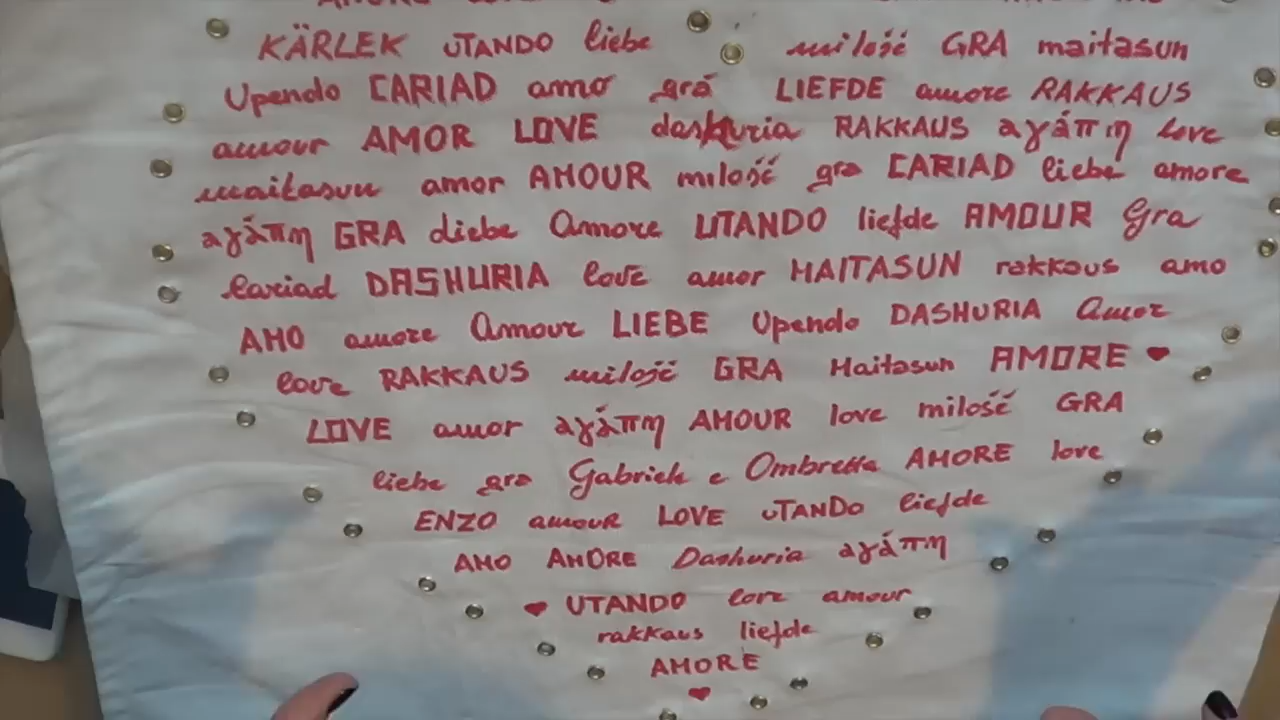 KÄRLEK UTANDO liebe miłość GRA maitasun
Upendo CARIAD amo grá LIEFDE amore RAKKAUS
amour AMOR LOVE dashuria RAKKAUS αγάπη love
maitasun amor AMOUR miłość gra CARIAD liebe amore
αγάπη GRA liebe Amore UTANDO liefde AMOUR Gra
Cariad DASHURIA love amor MAITASUN rakkaus amo
AMO amore Amour LIEBE Upendo DASHURIA Amor
love RAKKAUS miłość GRA Maitasun AMORE ♥
LOVE amor αγάπη AMOUR love miłość GRA
liebe gra Gabriele e Ombretta AMORE love
ENZO amour LOVE UTANDO liefde
AMO AMORE Dashuria αγάπη
♥ UTANDO love amour
rakkaus liefde
AMORE
♥